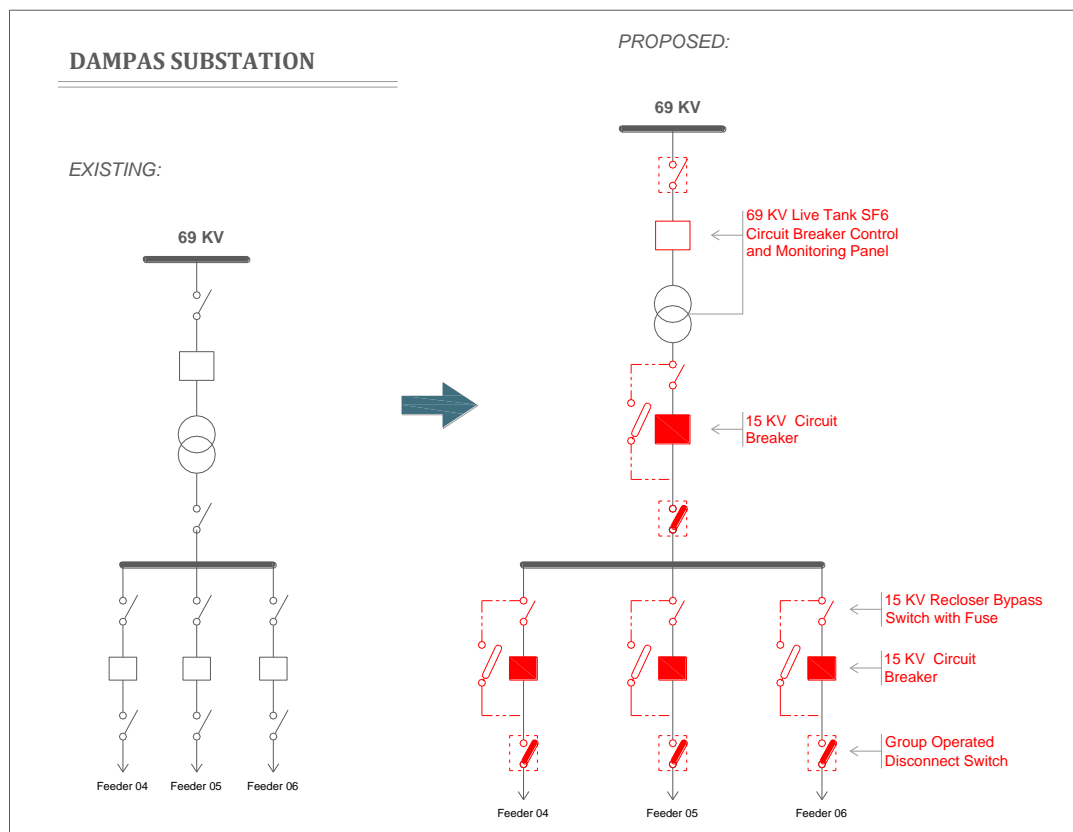 DAMPAS SUBSTATION
EXISTING:
69 KV
Feeder 04
Feeder 05
Feeder 06
PROPOSED:
69 KV
69 KV Live Tank SF6
Circuit Breaker Control
and Monitoring Panel
15 KV  Circuit
Breaker
15 KV Recloser Bypass
Switch with Fuse
15 KV  Circuit
Breaker
Group Operated
Disconnect Switch
Feeder 04
Feeder 05
Feeder 06